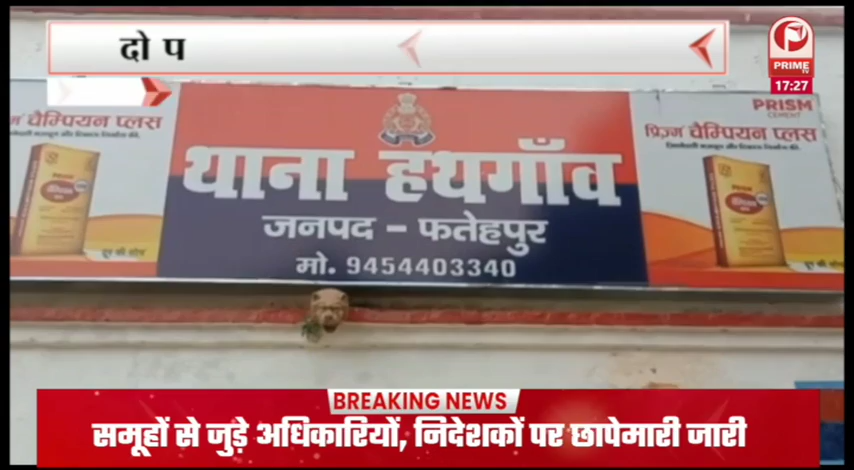 दो प
PRIME
TV
17:27
चैम्पियन प्लस
PRISM
CEMENT
प्रिज़्म चैम्पियन प्लस
थाना हथगाँव
जनपद - फतेहपुर
मो. 9454403340
दूर की सोच
BREAKING NEWS
समूहों से जुड़े अधिकारियों, निदेशकों पर छापेमारी जारी